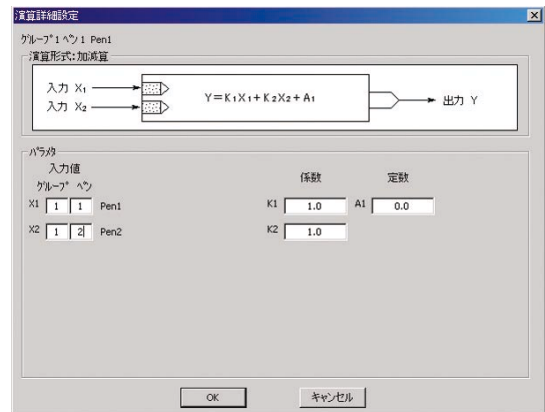 演算詳細設定
ｸﾞﾙｰﾌﾟ1 ﾍﾟﾝ1 Pen1
演算形式:加減算
入力 X1
入力 X2
Y=K1X1+K2X2+A1
出力 Y
ﾊﾟﾗﾒﾀ
入力値
ｸﾞﾙｰﾌﾟ ﾍﾟﾝ
係数 定数
X1 1 1 Pen1 K1 1.0 A1 0.0
X2 1 2 Pen2 K2 1.0
OK キャンセル